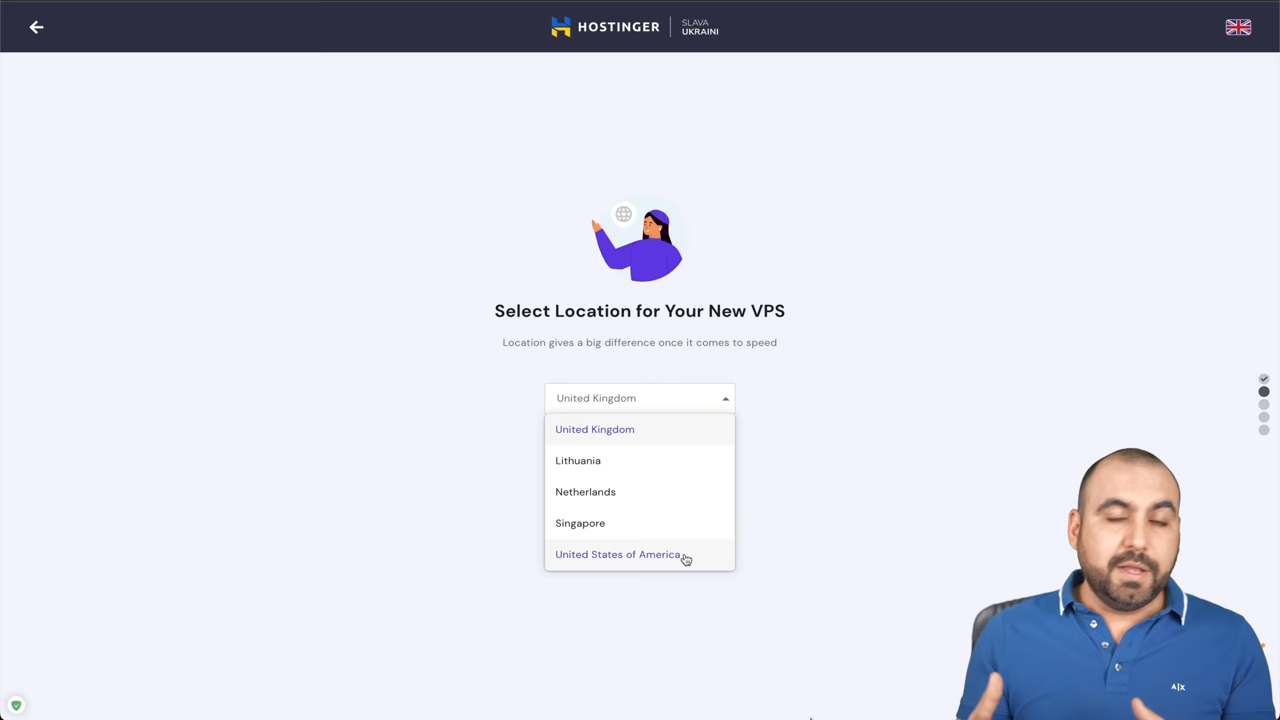 HOSTINGER
SLAVA
UKRAINI
Select Location for Your New VPS
Location gives a big difference once it comes to speed
United Kingdom
United Kingdom
Lithuania
Netherlands
Singapore
United States of America
A|X